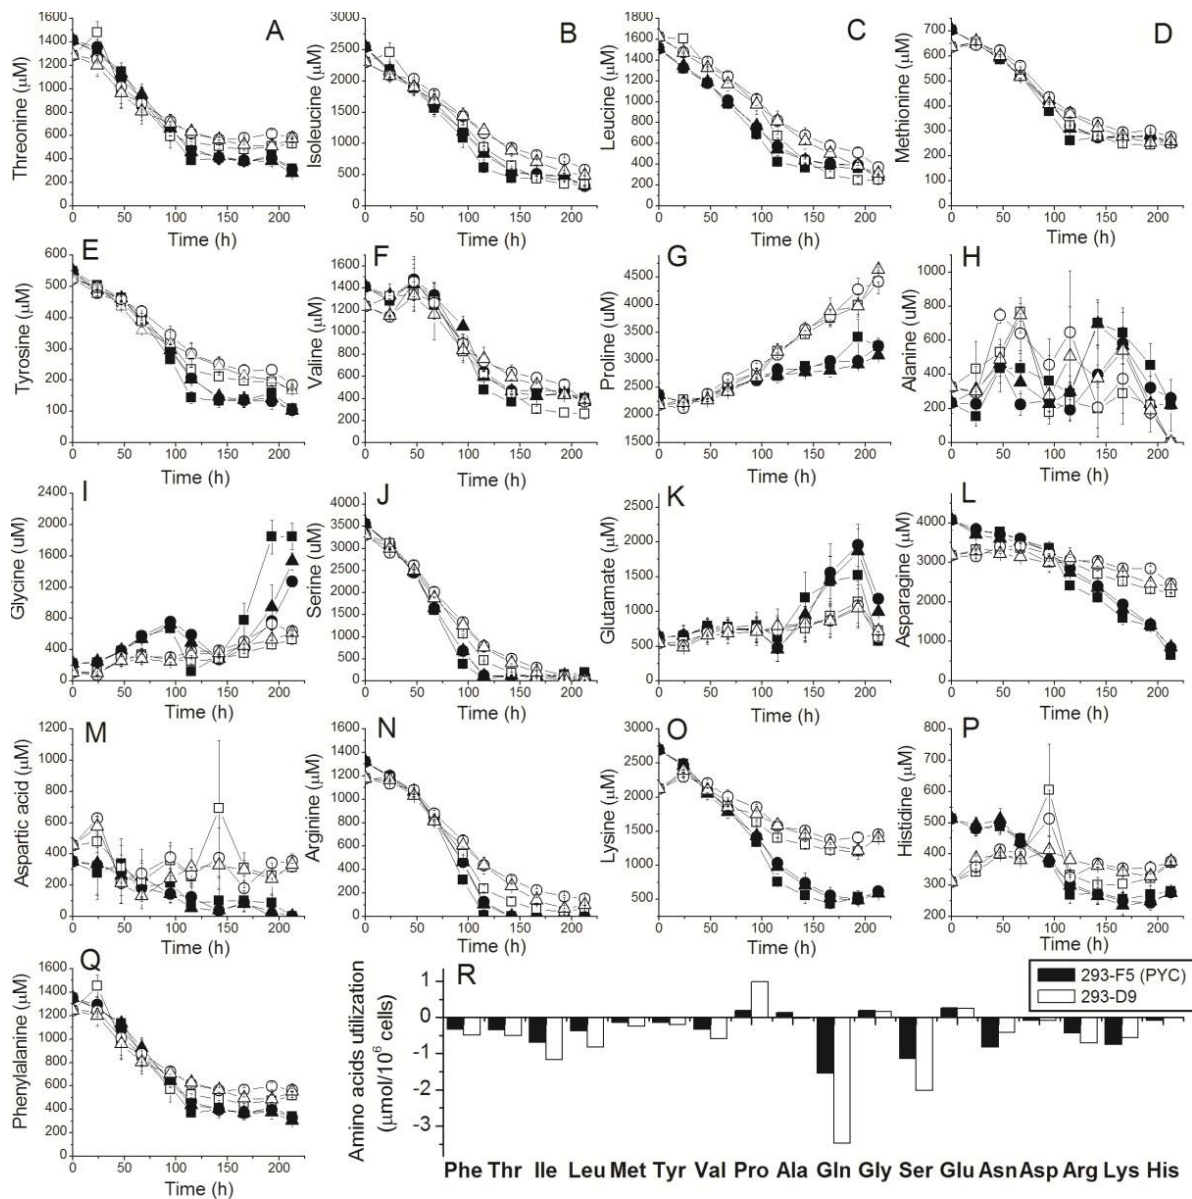 A
Threonine (µM)
1600
1400
1200
1000
800
600
400
200
0
0 50 100 150 200
Time (h)
B
Isoleucine (µM)
3000
2500
2000
1500
1000
500
0
0 50 100 150 200
Time (h)
C
Leucine (µM)
1800
1600
1400
1200
1000
800
600
400
200
0
0 50 100 150 200
Time (h)
D
Methionine (µM)
700
600
500
400
300
200
100
0
0 50 100 150 200
Time (h)
E
Tyrosine (µM)
600
500
400
300
200
100
0
0 50 100 150 200
Time (h)
F
Valine (µM)
1600
1400
1200
1000
800
600
400
200
0
0 50 100 150 200
Time (h)
G
Proline (µM)
4500
4000
3500
3000
2500
2000
1500
0 50 100 150 200
Time (h)
H
Alanine (µM)
1000
800
600
400
200
0
0 50 100 150 200
Time (h)
I
Glycine (uM)
2400
2000
1600
1200
800
400
0
0 50 100 150 200
Time (h)
J
Serine (uM)
4000
3500
3000
2500
2000
1500
1000
500
0
0 50 100 150 200
Time (h)
K
Glutamate (µM)
2500
2000
1500
1000
500
0
0 50 100 150 200
Time (h)
L
Asparagine (µM)
4000
3000
2000
1000
0
0 50 100 150 200
Time (h)
M
Aspartic acid (µM)
1200
1000
800
600
400
200
0
0 50 100 150 200
Time (h)
N
Arginine (µM)
1600
1400
1200
1000
800
600
400
200
0
0 50 100 150 200
Time (h)
O
Lysine (µM)
3000
2500
2000
1500
1000
500
0 50 100 150 200
Time (h)
P
Histidine (µM)
800
700
600
500
400
300
200
0 50 100 150 200
Time (h)
Q
Phenylalanine (µM)
1600
1400
1200
1000
800
600
400
200
0
0 50 100 150 200
Time (h)
R
Amino acids utilization
(µmol/10⁶ cells)
1
0
-1
-2
-3
293-F5 (PYC)
293-D9
Phe Thr Ile Leu Met Tyr Val Pro Ala Gln Gly Ser Glu Asn Asp Arg Lys His